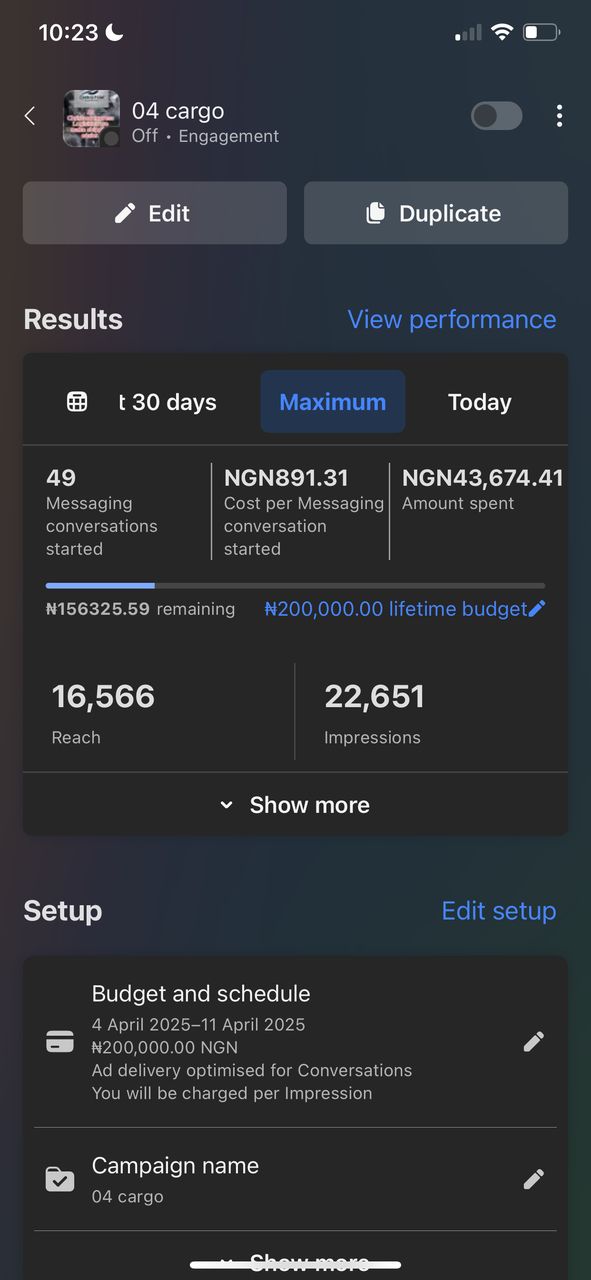 10:23
04 cargo
Off • Engagement
Edit
Duplicate
Results
View performance
t 30 days
Maximum
Today
49
Messaging
conversations
started
NGN891.31
Cost per Messaging
conversation
started
NGN43,674.41
Amount spent
₦156325.59 remaining
₦200,000.00 lifetime budget
16,566
Reach
22,651
Impressions
Show more
Setup
Edit setup
Budget and schedule
4 April 2025–11 April 2025
₦200,000.00 NGN
Ad delivery optimised for Conversations
You will be charged per Impression
Campaign name
04 cargo
Show more